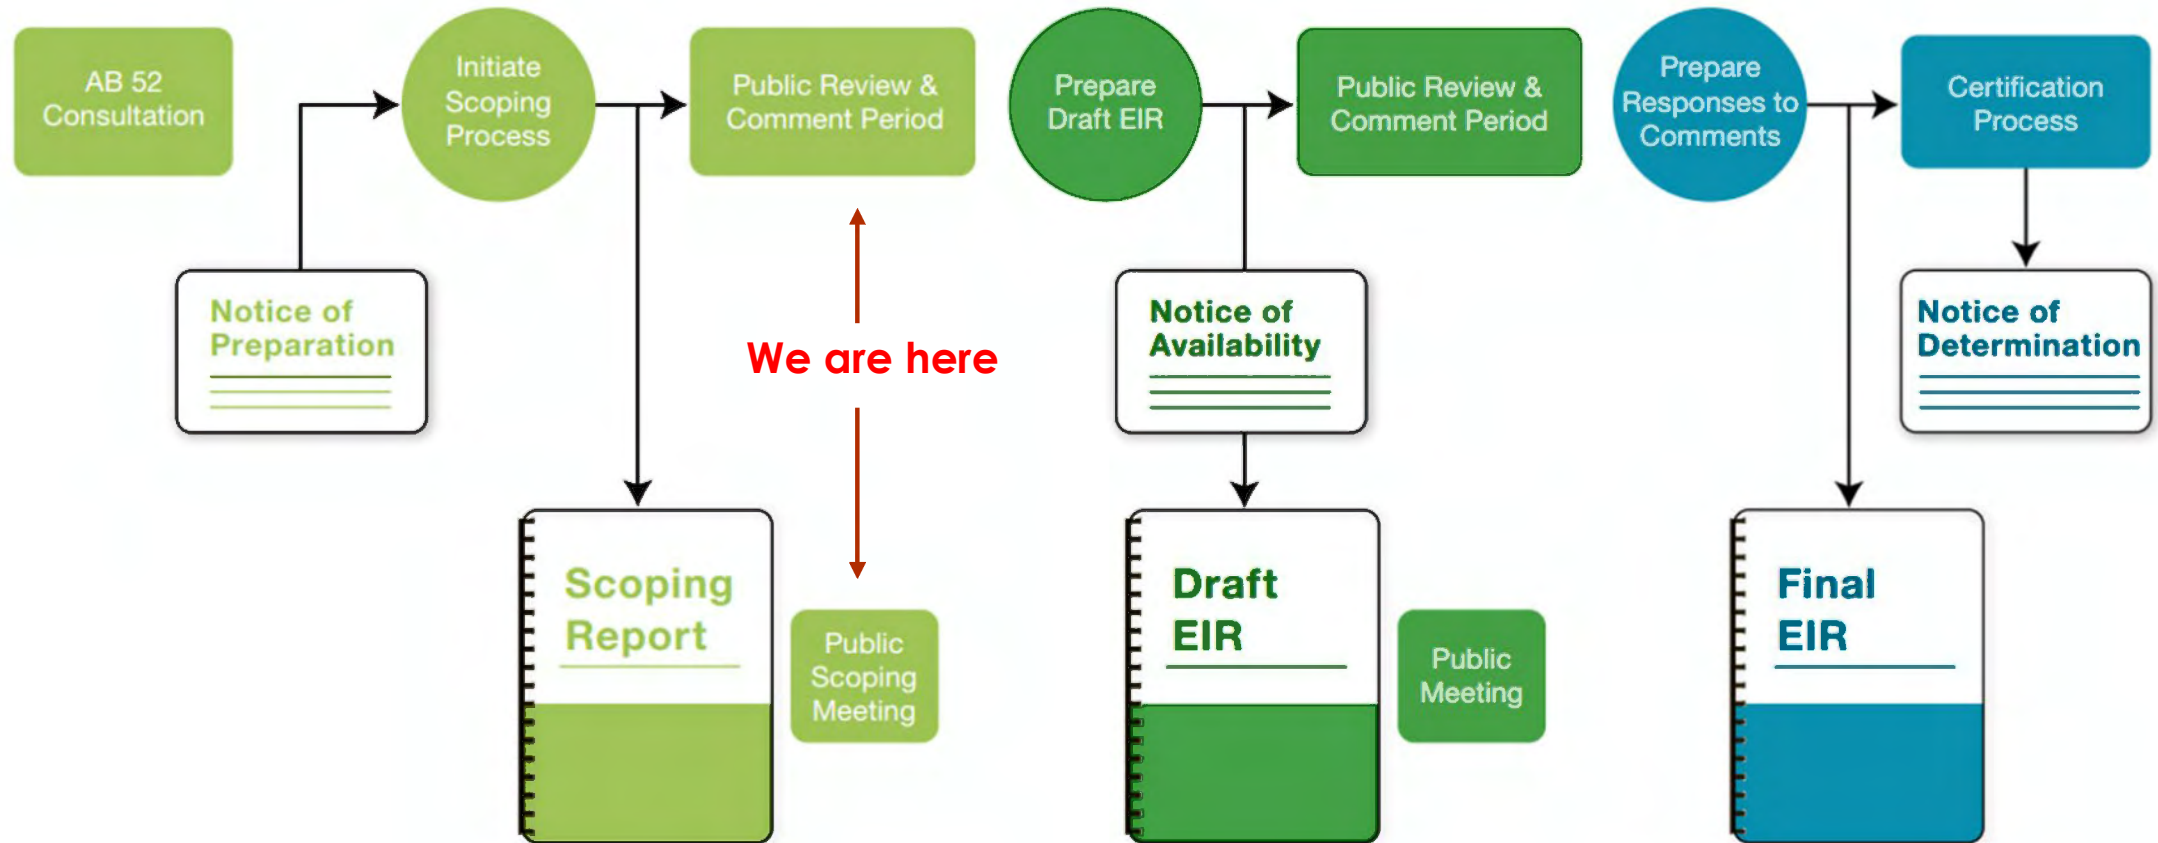 AB 52
Consultation
Initiate
Scoping
Process
Public Review &
Comment Period
Prepare
Draft EIR
Public Review &
Comment Period
Prepare
Responses to
Comments
Certification
Process
Notice of
Preparation
We are here
Notice of
Availability
Notice of
Determination
Scoping
Report
Public
Scoping
Meeting
Draft
EIR
Public
Meeting
Final
EIR